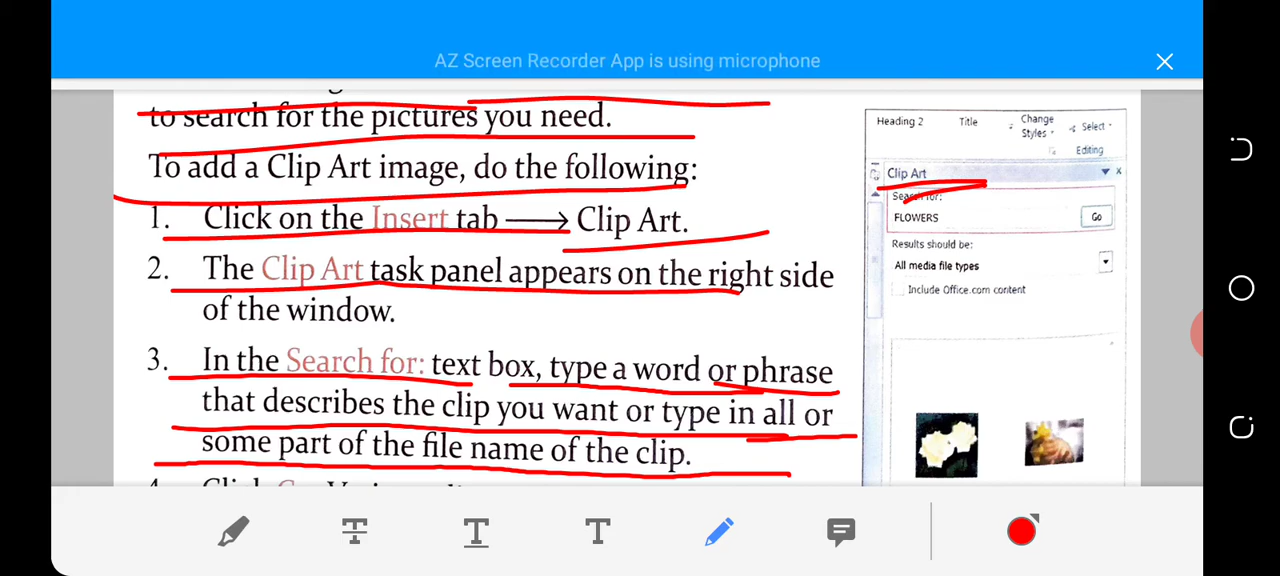 AZ Screen Recorder App is using microphone
to search for the pictures you need.
To add a Clip Art image, do the following:
1. Click on the Insert tab ⟶ Clip Art.
2. The Clip Art task panel appears on the right side
of the window.
3. In the Search for: text box, type a word or phrase
that describes the clip you want or type in all or
some part of the file name of the clip.
Heading 2 Title Change Styles Select
Editing
Clip Art
Search for:
FLOWERS Go
Results should be:
All media file types
Include Office.com content